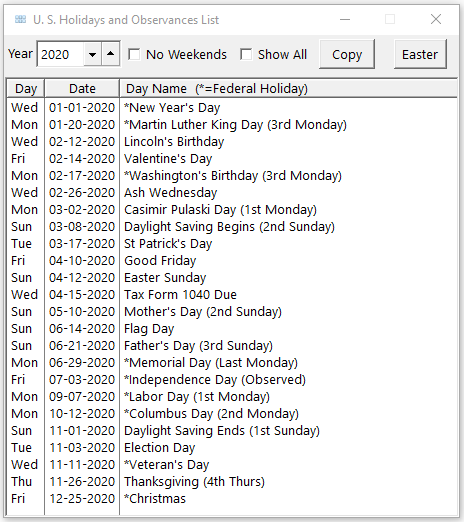 U. S. Holidays and Observances List
Year 2020 No Weekends Show All Copy Easter
Day Date Day Name (*=Federal Holiday)
Wed 01-01-2020 *New Year's Day
Mon 01-20-2020 *Martin Luther King Day (3rd Monday)
Wed 02-12-2020 Lincoln's Birthday
Fri 02-14-2020 Valentine's Day
Mon 02-17-2020 *Washington's Birthday (3rd Monday)
Wed 02-26-2020 Ash Wednesday
Mon 03-02-2020 Casimir Pulaski Day (1st Monday)
Sun 03-08-2020 Daylight Saving Begins (2nd Sunday)
Tue 03-17-2020 St Patrick's Day
Fri 04-10-2020 Good Friday
Sun 04-12-2020 Easter Sunday
Wed 04-15-2020 Tax Form 1040 Due
Sun 05-10-2020 Mother's Day (2nd Sunday)
Sun 06-14-2020 Flag Day
Sun 06-21-2020 Father's Day (3rd Sunday)
Mon 06-29-2020 *Memorial Day (Last Monday)
Fri 07-03-2020 *Independence Day (Observed)
Mon 09-07-2020 *Labor Day (1st Monday)
Mon 10-12-2020 *Columbus Day (2nd Monday)
Sun 11-01-2020 Daylight Saving Ends (1st Sunday)
Tue 11-03-2020 Election Day
Wed 11-11-2020 *Veteran's Day
Thu 11-26-2020 Thanksgiving (4th Thurs)
Fri 12-25-2020 *Christmas